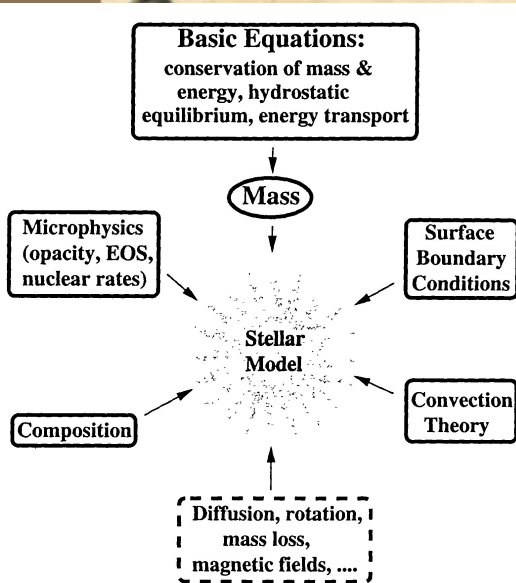 Basic Equations:
conservation of mass &
energy, hydrostatic
equilibrium, energy transport
Mass
Microphysics
(opacity, EOS,
nuclear rates)
Surface
Boundary
Conditions
Stellar
Model
Composition
Convection
Theory
Diffusion, rotation,
mass loss,
magnetic fields, ....